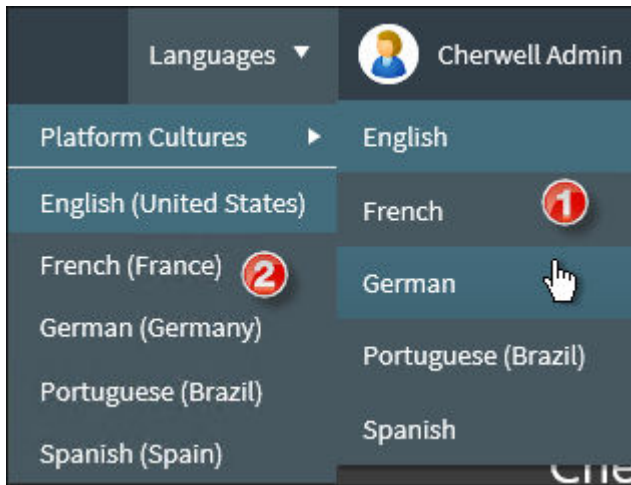 Languages
Cherwell Admin
Platform Cultures
English (United States)
French (France)
2
German (Germany)
Portuguese (Brazil)
Spanish (Spain)
English
French
1
German
Portuguese (Brazil)
Spanish